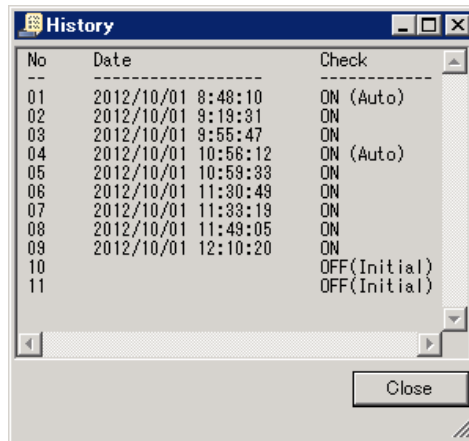 History
No Date Check
-- ------------------ ------------
01 2012/10/01 8:48:10 ON (Auto)
02 2012/10/01 9:19:31 ON
03 2012/10/01 9:55:47 ON
04 2012/10/01 10:56:12 ON (Auto)
05 2012/10/01 10:59:33 ON
06 2012/10/01 11:30:49 ON
07 2012/10/01 11:33:19 ON
08 2012/10/01 11:49:05 ON
09 2012/10/01 12:10:20 ON
10 OFF(Initial)
11 OFF(Initial)
Close